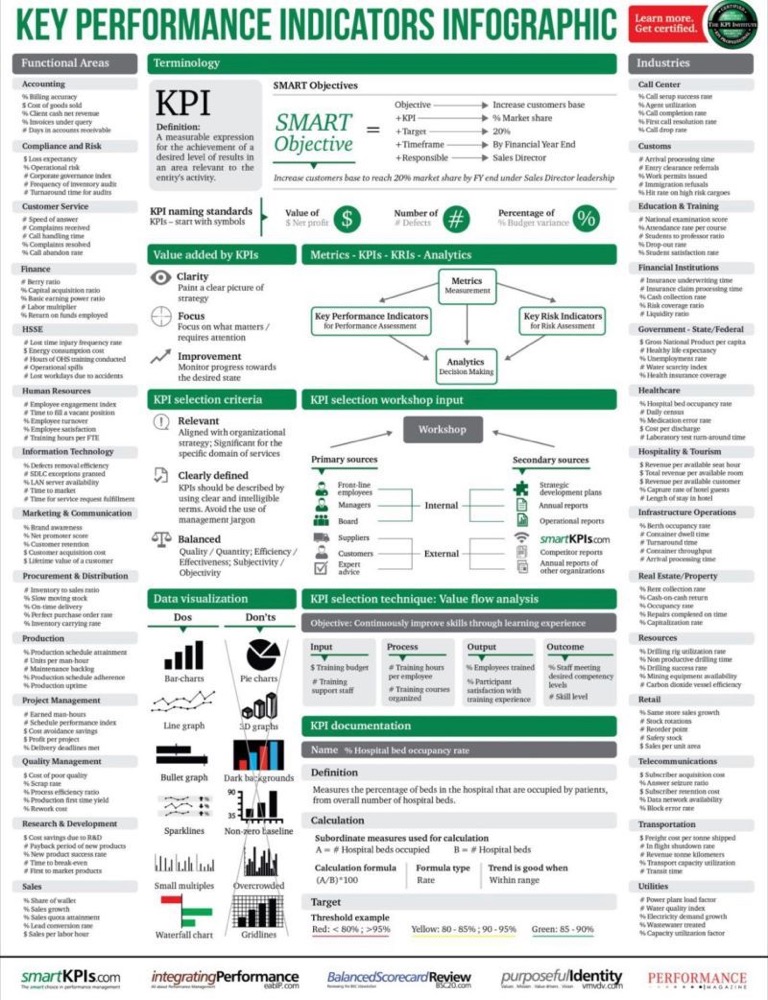 KEY PERFORMANCE INDICATORS INFOGRAPHIC
Learn more.
Get certified.
CERTIFIED
THE KPI INSTITUTE
Functional Areas
Accounting
% Billing accuracy
$ Cost of goods sold
% Client cash net revenue
% Invoices under query
# Days in accounts receivable
Compliance and Risk
$ Loss expectancy
% Operational risk
# Corporate governance index
# Frequency of inventory audit
# Turnaround time for audits
Customer Service
# Speed of answer
# Complaints received
# Call handling time
% Complaints resolved
% Call abandon rate
Finance
# Berry ratio
% Capital acquisition ratio
% Basic earning power ratio
# Labor multiplier
% Return on funds employed
HSSE
# Lost time injury frequency rate
$ Energy consumption cost
# Hours of OHS training conducted
# Operational spills
# Lost workdays due to accidents
Human Resources
# Employee engagement index
# Time to fill a vacant position
% Employee turnover
% Employee satisfaction
# Training hours per FTE
Information Technology
% Defects removal efficiency
# SDLC exceptions granted
% LAN server availability
# Time to market
# Time for service request fulfillment
Marketing & Communication
% Brand awareness
% Net promoter score
% Customer retention
$ Customer acquisition cost
$ Lifetime value of a customer
Procurement & Distribution
# Inventory to sales ratio
% Slow moving stock
% On-time delivery
% Perfect purchase order rate
% Inventory carrying rate
Production
% Production schedule attainment
# Units per man-hour
# Maintenance backlog
% Production schedule adherence
% Production uptime
Project Management
# Earned man-hours
# Schedule performance index
$ Cost avoidance savings
$ Profit per project
% Delivery deadlines met
Quality Management
$ Cost of poor quality
% Scrap rate
% Process efficiency ratio
% Production first time yield
% Rework cost
Research & Development
$ Cost savings due to R&D
# Payback period of new products
% New product success rate
# Time to break-even
# First to market products
Sales
% Share of wallet
% Sales growth
% Sales quota attainment
% Lead conversion rate
$ Sales per labor hour
Terminology
KPI
Definition:
A measurable expression
for the achievement of a
desired level of results in
an area relevant to the
entity's activity.
SMART Objectives
SMART
Objective
=
Objective Increase customers base
+KPI % Market share
+Target 20%
+Timeframe By Financial Year End
+Responsible Sales Director
Increase customers base to reach 20% market share by FY end under Sales Director leadership
KPI naming standards
KPIs – start with symbols
Value of
$ Net profit
$
Number of
# Defects
#
Percentage of
% Budget variance
%
Value added by KPIs
Clarity
Paint a clear picture of
strategy
Focus
Focus on what matters /
requires attention
Improvement
Monitor progress towards
the desired state
Metrics - KPIs - KRIs - Analytics
Metrics
Measurement
Key Performance Indicators
for Performance Assessment
Key Risk Indicators
for Risk Assessment
Analytics
Decision Making
KPI selection criteria
Relevant
Aligned with organizational
strategy; Significant for the
specific domain of services
Clearly defined
KPIs should be described by
using clear and intelligible
terms. Avoid the use of
management jargon
Balanced
Quality / Quantity; Efficiency /
Effectiveness; Subjectivity /
Objectivity
KPI selection workshop input
Workshop
Primary sources
Front-line
employees
Managers
Board
Suppliers
Customers
Expert
advice
Internal
External
Secondary sources
Strategic
development plans
Annual reports
Operational reports
smartKPIs.com
Competitor reports
Annual reports of
other organizations
Data visualization
Dos
Don'ts
Bar-charts
Pie charts
Line graph
3D graphs
Bullet graph
Dark backgrounds
90
35
Sparklines
Non-zero baseline
Small multiples
Overcrowded
Waterfall chart
Gridlines
KPI selection technique: Value flow analysis
Objective: Continuously improve skills through learning experience
Input
$ Training budget
# Training
support staff
Process
# Training hours
per employee
# Training courses
organized
Output
% Employees trained
% Participant
satisfaction with
training experience
Outcome
% Staff meeting
desired competency
levels
# Skill level
KPI documentation
Name % Hospital bed occupancy rate
Definition
Measures the percentage of beds in the hospital that are occupied by patients,
from overall number of hospital beds.
Calculation
Subordinate measures used for calculation
A = # Hospital beds occupied B = # Hospital beds
Calculation formula
(A/B)*100
Formula type
Rate
Trend is good when
Within range
Target
Threshold example
Red: < 80% ; >95%
Yellow: 80 - 85% ; 90 - 95%
Green: 85 - 90%
Industries
Call Center
% Call setup success rate
% Agent utilization
% Call completion rate
% First call resolution rate
% Call drop rate
Customs
# Arrival processing time
# Entry clearance referrals
% Work permits issued
# Immigration refusals
% Hit rate on high risk cargoes
Education & Training
# National examination score
% Attendance rate per course
# Students to professor ratio
% Drop-out rate
% Student satisfaction rate
Financial Institutions
# Insurance underwriting time
# Insurance claim processing time
% Cash collection rate
% Risk coverage ratio
# Liquidity ratio
Government - State/Federal
$ Gross National Product per capita
# Healthy life expectancy
% Unemployment rate
# Water scarcity index
% Health insurance coverage
Healthcare
% Hospital bed occupancy rate
# Daily census
% Medication error rate
$ Cost per discharge
# Laboratory test turn-around time
Hospitality & Tourism
$ Revenue per available seat hour
$ Total revenue per available room
$ Revenue per available customer
% Capture rate of hotel guests
# Length of stay in hotel
Infrastructure Operations
% Berth occupancy rate
# Container dwell time
# Turnaround time
# Container throughput
# Arrival processing time
Real Estate/Property
% Rent collection rate
% Cash-on-cash return
% Occupancy rate
% Repairs completed on time
% Capitalization rate
Resources
% Drilling rig utilization rate
% Non productive drilling time
% Drilling success rate
% Mining equipment availability
# Carbon dioxide vessel efficiency
Retail
% Same store sales growth
# Stock rotations
# Reorder point
# Safety stock
$ Sales per unit area
Telecommunications
$ Subscriber acquisition cost
% Answer seizure ratio
$ Subscriber retention cost
% Data network availability
% Block error rate
Transportation
$ Freight cost per tonne shipped
# In flight shutdown rate
# Revenue tonne kilometers
% Transport capacity utilization
# Transit time
Utilities
# Power plant load factor
# Water quality index
% Electricity demand growth
% Wastewater treated
% Capacity utilization factor
smartKPIs.com
The smart choice in performance management
integratingPerformance
eabIP.com
BalancedScorecardReview
BSC20.com
purposefulIdentity
vmvdv.com
PERFORMANCE
MAGAZINE